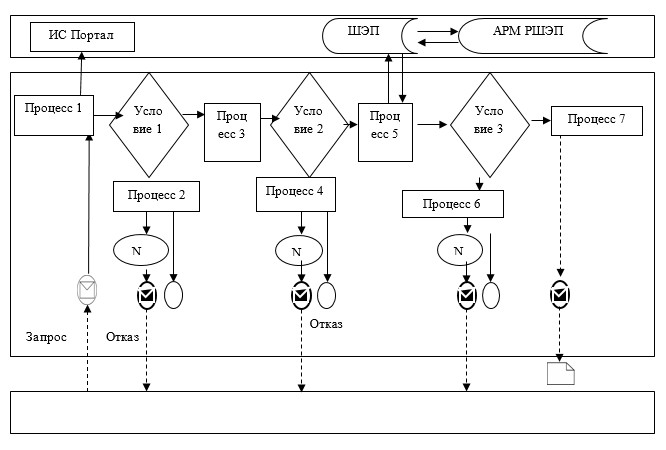 ИС Портал
ШЭП
АРМ РШЭП
Процесс 1
Усло
вие 1
Проц
есс 3
Усло
вие 2
Проц
есс 5
Усло
вие 3
Процесс 7
Процесс 2
Процесс 4
Процесс 6
N
N
N
Запрос
Отказ
Отказ